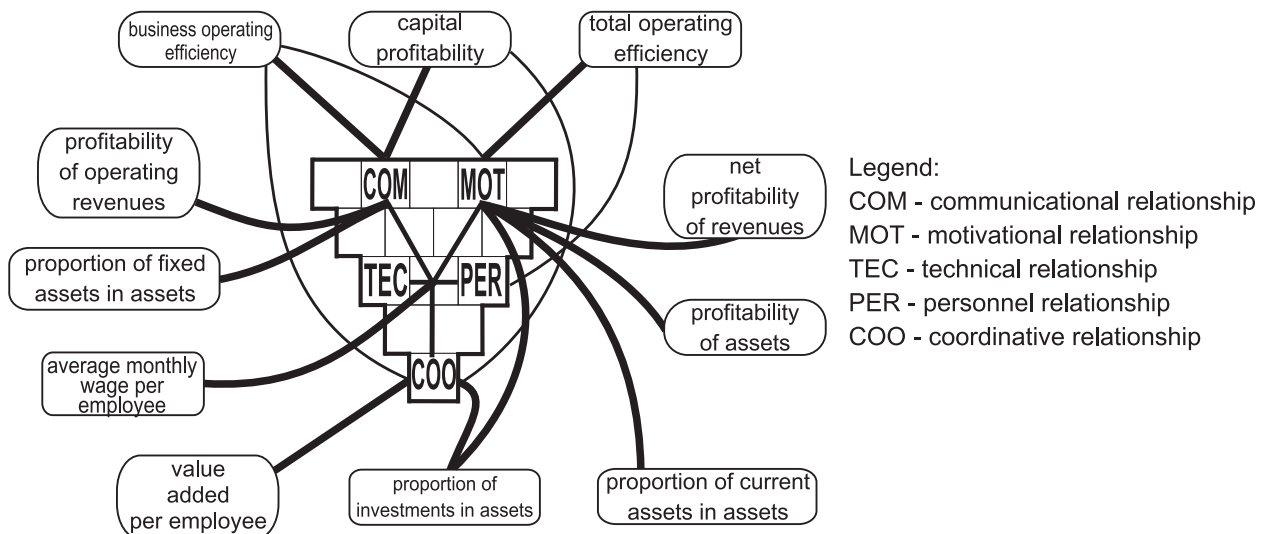 business operating
efficiency
capital
profitability
total operating
efficiency
profitability
of operating
revenues
COM
MOT
net
profitability
of revenues
proportion of fixed
assets in assets
TEC
PER
profitability
of assets
average monthly
wage per
employee
COO
value
added
per employee
proportion of
investments in assets
proportion of current
assets in assets
Legend:
COM - communicational relationship
MOT - motivational relationship
TEC - technical relationship
PER - personnel relationship
COO - coordinative relationship